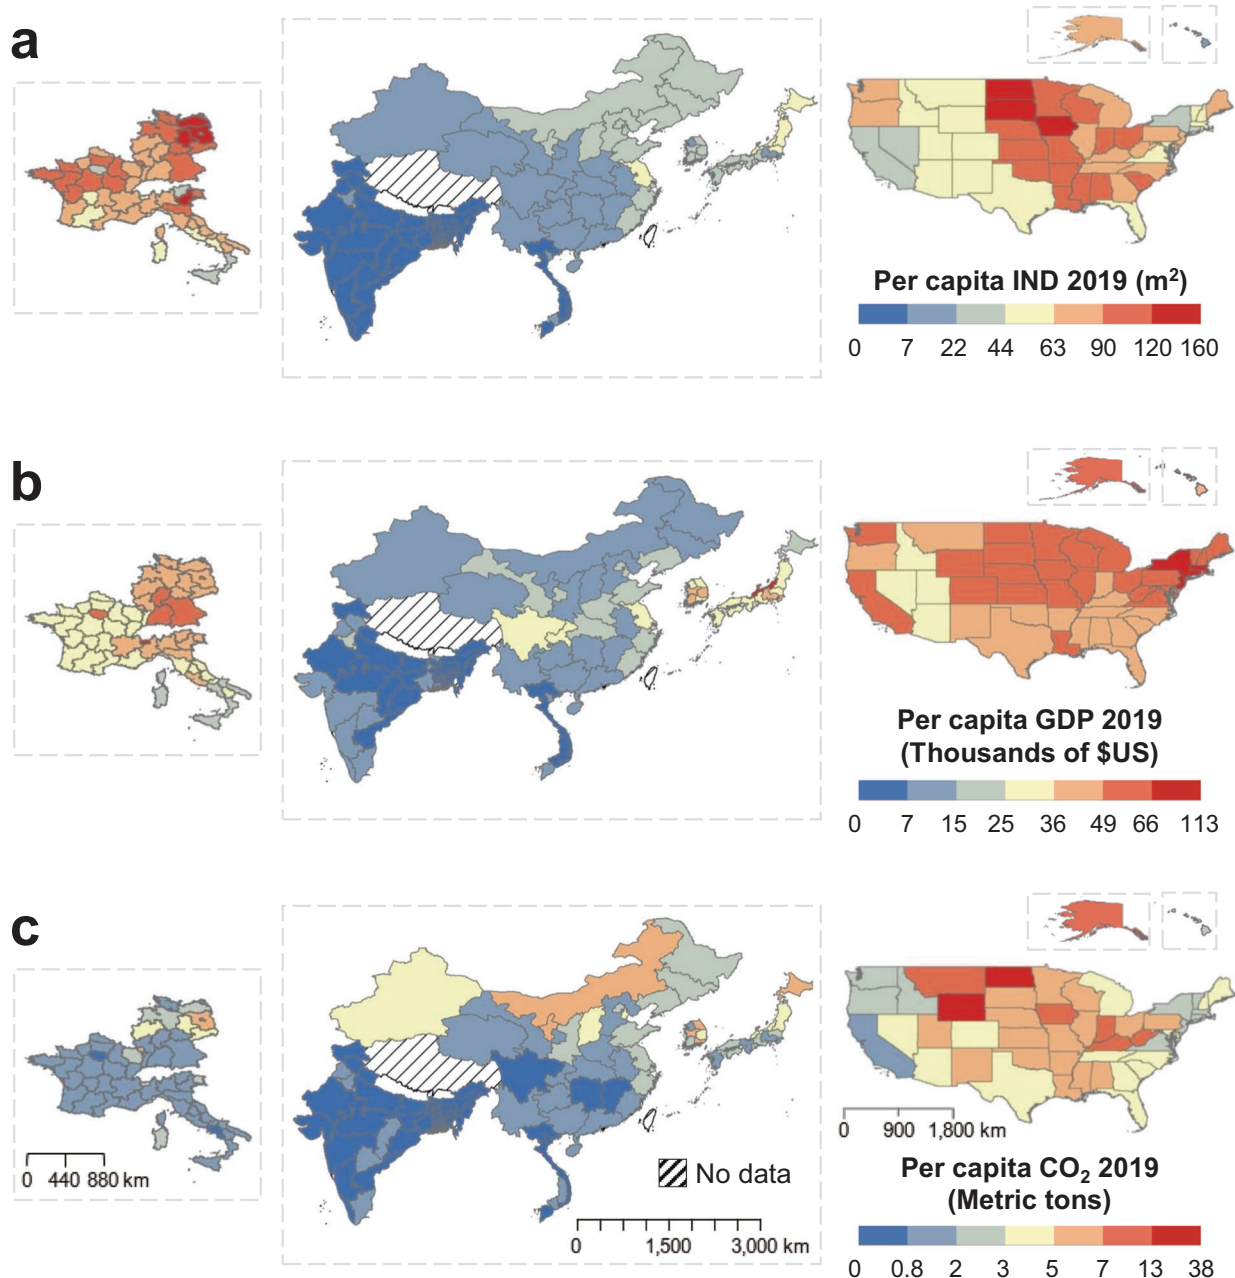 a
Per capita IND 2019 (m²)
0 7 22 44 63 90 120 160
b
Per capita GDP 2019
(Thousands of $US)
0 7 15 25 36 49 66 113
c
0 440 880 km
No data
0 1,500 3,000 km
0 900 1,800 km
Per capita CO₂ 2019
(Metric tons)
0 0.8 2 3 5 7 13 38